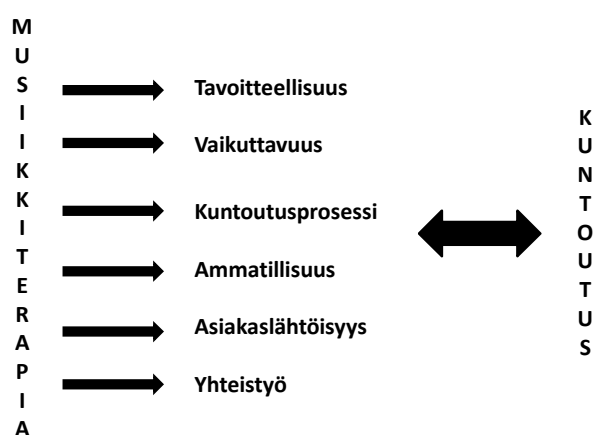 MUSIIKKITERAPIA
Tavoitteellisuus
Vaikuttavuus
Kuntoutusprosessi
Ammatillisuus
Asiakaslähtöisyys
Yhteistyö
KUNTOUTUS